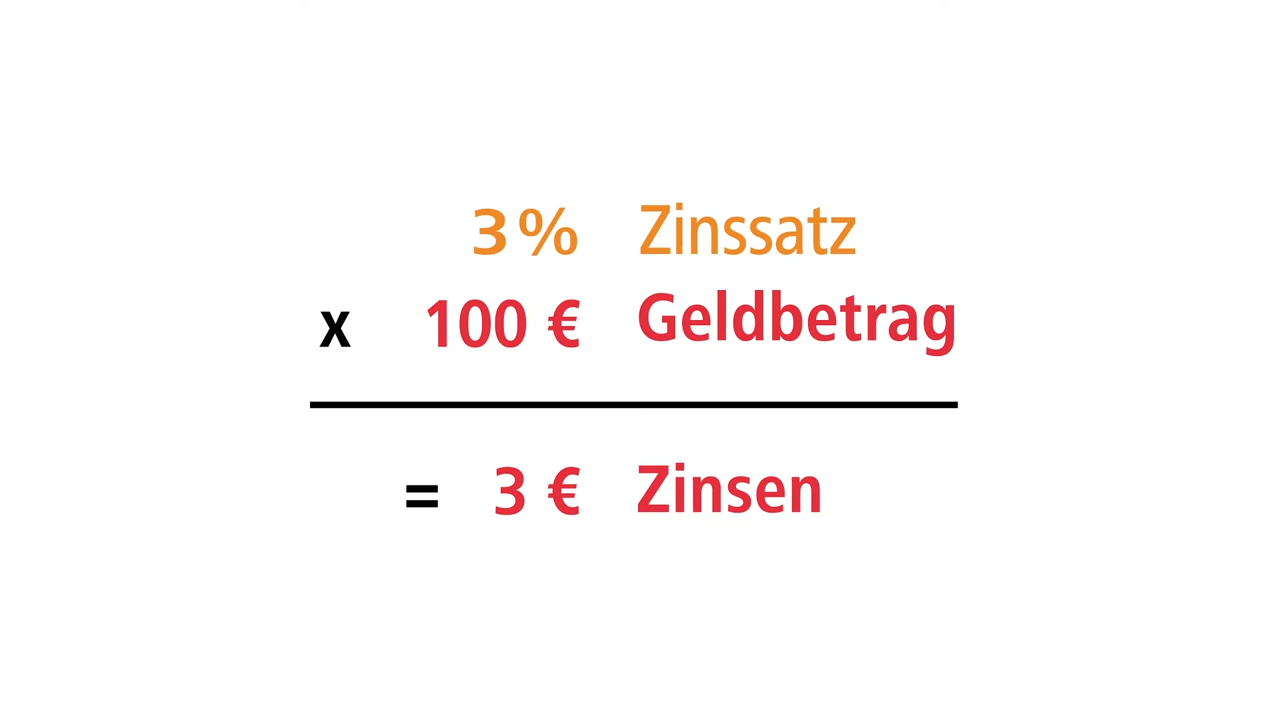 3 % Zinssatz
x 100 € Geldbetrag
= 3 € Zinsen